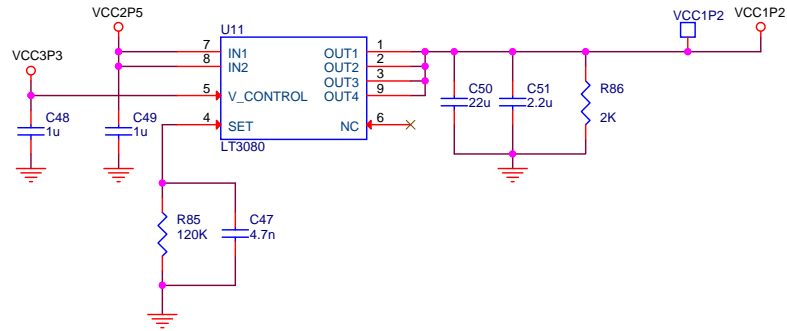 VCC2P5
VCC3P3
U11
VCC1P2
VCC1P2
7 IN1 OUT1 1
8 IN2 OUT2 2
OUT3 3
5 V_CONTROL OUT4 9
4 SET NC 6
LT3080
C48
1u
C49
1u
C50
22u
C51
2.2u
R86
2K
R85
120K
C47
4.7n